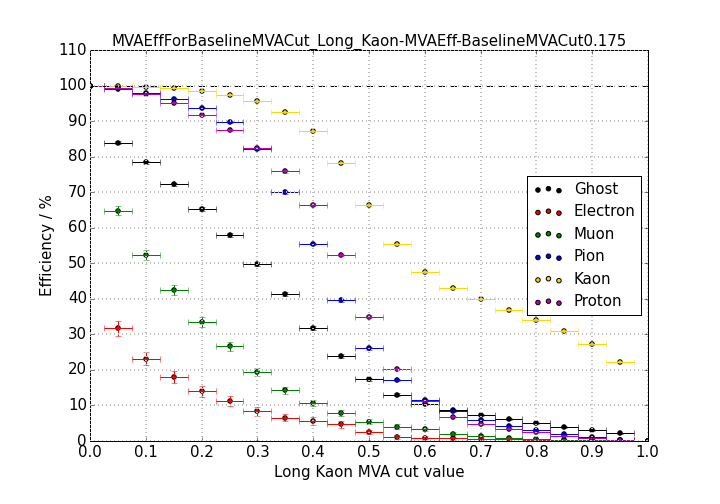 MVAEffForBaselineMVACut_Long_Kaon-MVAEff-BaselineMVACut0.175
110
100
90
80
70
60
50
40
30
20
10
0
Efficiency / %
Ghost
Electron
Muon
Pion
Kaon
Proton
0.0 0.1 0.2 0.3 0.4 0.5 0.6 0.7 0.8 0.9 1.0
Long Kaon MVA cut value